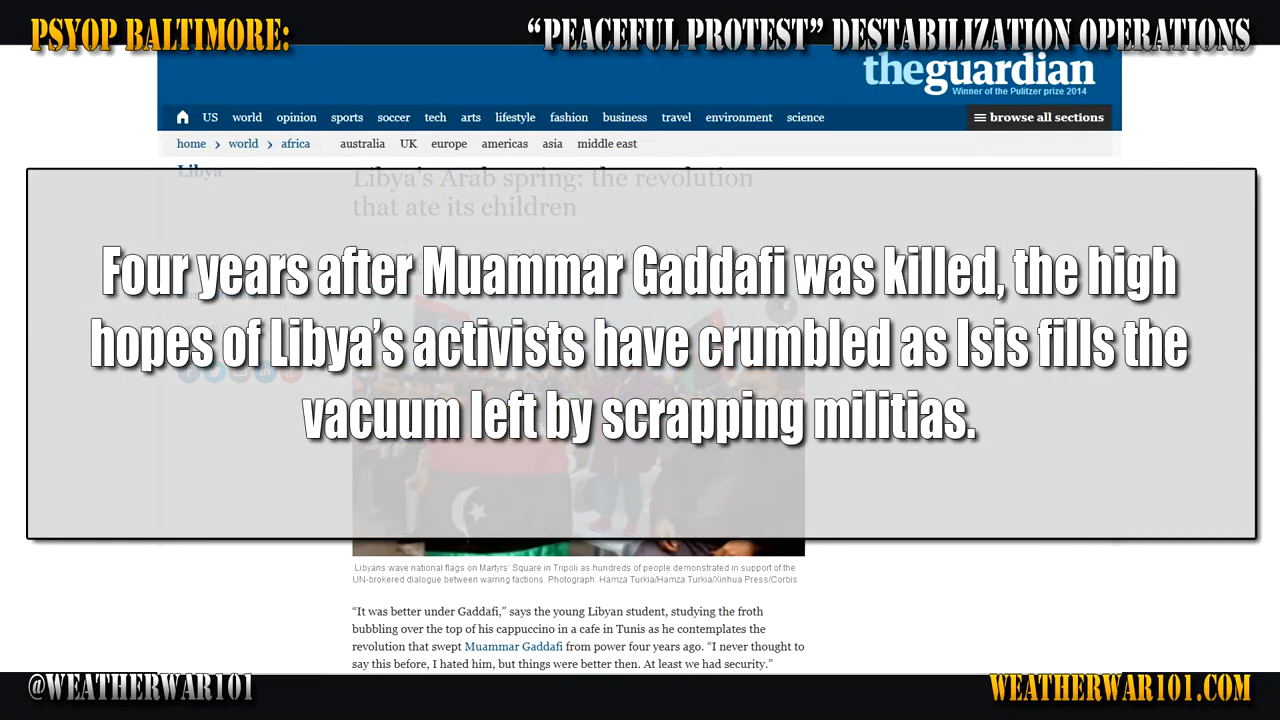 PSYOP BALTIMORE:
“PEACEFUL PROTEST” DESTABILIZATION OPERATIONS
theguardian
Winner of the Pulitzer prize 2014
US world opinion sports soccer tech arts lifestyle fashion business travel environment science
browse all sections
home › world › africa australia UK europe americas asia middle east
Libya
Libya's Arab spring: the revolution
that ate its children
Four years after Muammar Gaddafi was killed, the high
hopes of Libya’s activists have crumbled as Isis fills the
vacuum left by scrapping militias.
Libyans wave national flags on Martyrs’ Square in Tripoli as hundreds of people demonstrated in support of the
UN-brokered dialogue between warring factions. Photograph: Hamza Turkia/Hamza Turkia/Xinhua Press/Corbis
“It was better under Gaddafi,” says the young Libyan student, studying the froth
bubbling over the top of his cappuccino in a cafe in Tunis as he contemplates the
revolution that swept Muammar Gaddafi from power four years ago. “I never thought to
say this before, I hated him, but things were better then. At least we had security.”
@WEATHERWAR101
WEATHERWAR101.COM